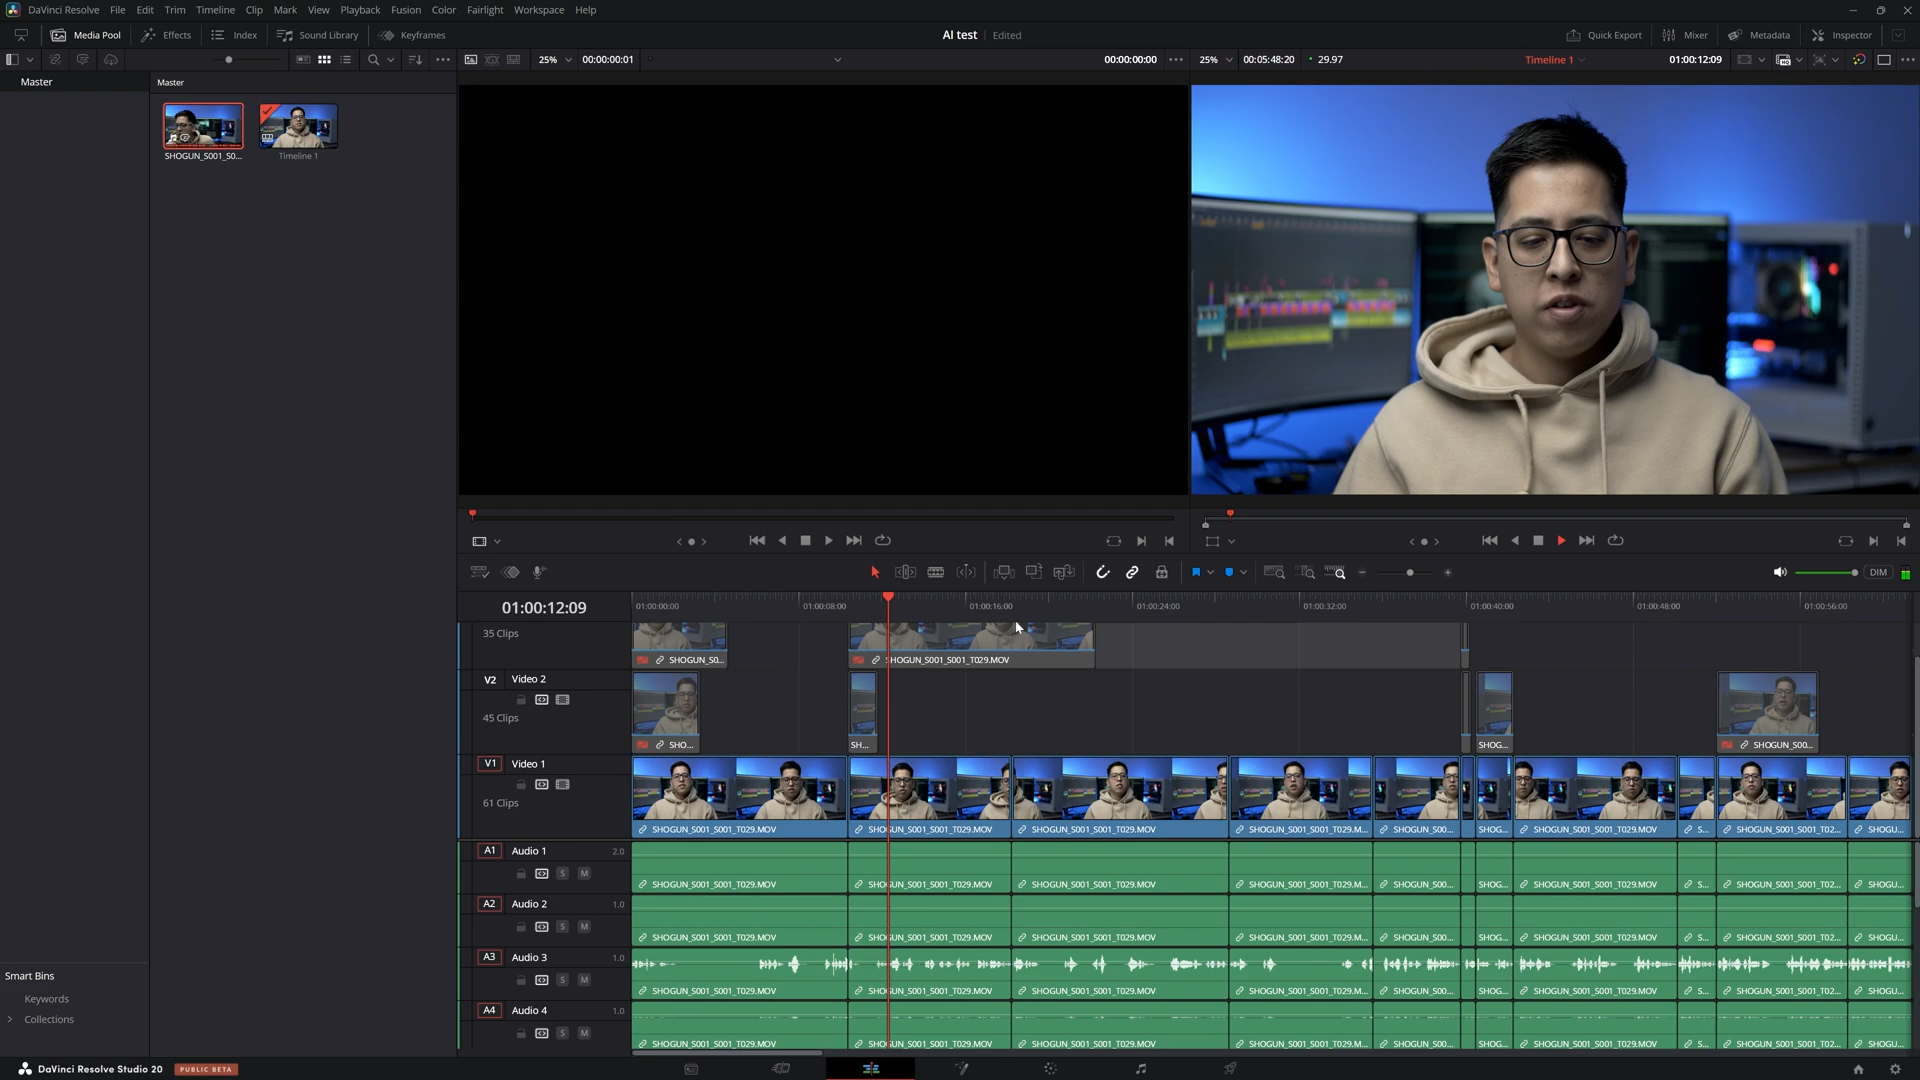 DaVinci Resolve File Edit Trim Timeline Clip Mark View Playback Fusion Color Fairlight Workspace Help
Media Pool Effects Index Sound Library Keyframes AI test Edited Quick Export Mixer Metadata Inspector
25% 00:00:00:01 00:00:00:00 25% 00:05:48:20 29.97 Timeline 1 01:00:12:09
Master Master
SHOGUN_S001_S0... Timeline 1
DIM
01:00:12:09 01:00:00:00 01:00:08:00 01:00:16:00 01:00:24:00 01:00:32:00 01:00:40:00 01:00:48:00 01:00:56:00
35 Clips
SHOGUN_S0... SHOGUN_S001_S001_T029.MOV
V2 Video 2
45 Clips
SHO... SH... SHOG... SHOGUN_S00...
V1 Video 1
61 Clips
SHOGUN_S001_S001_T029.MOV SHOGUN_S001_S001_T029.MOV SHOGUN_S001_S001_T029.MOV SHOGUN_S001_S001_T029.M... SHOGUN_S00... SHOG... SHOGUN_S001_S001_T029.MOV S... SHOGUN_S001_S001_T02... SHOGU...
A1 Audio 1 2.0
S M
SHOGUN_S001_S001_T029.MOV SHOGUN_S001_S001_T029.MOV SHOGUN_S001_S001_T029.MOV SHOGUN_S001_S001_T029.M... SHOGUN_S00... SHOG... SHOGUN_S001_S001_T029.MOV S... SHOGUN_S001_S001_T02... SHOGU...
A2 Audio 2 1.0
S M
SHOGUN_S001_S001_T029.MOV SHOGUN_S001_S001_T029.MOV SHOGUN_S001_S001_T029.MOV SHOGUN_S001_S001_T029.M... SHOGUN_S00... SHOG... SHOGUN_S001_S001_T029.MOV S... SHOGUN_S001_S001_T02... SHOGU...
A3 Audio 3 1.0
Smart Bins
S M
SHOGUN_S001_S001_T029.MOV SHOGUN_S001_S001_T029.MOV SHOGUN_S001_S001_T029.MOV SHOGUN_S001_S001_T029.M... SHOGUN_S00... SHOG... SHOGUN_S001_S001_T029.MOV S... SHOGUN_S001_S001_T02... SHOGU...
Keywords
A4 Audio 4 1.0
Collections
S M
SHOGUN_S001_S001_T029.MOV SHOGUN_S001_S001_T029.MOV SHOGUN_S001_S001_T029.MOV SHOGUN_S001_S001_T029.M... SHOGUN_S00... SHOG... SHOGUN_S001_S001_T029.MOV S... SHOGUN_S001_S001_T02... SHOGU...
DaVinci Resolve Studio 20 PUBLIC BETA